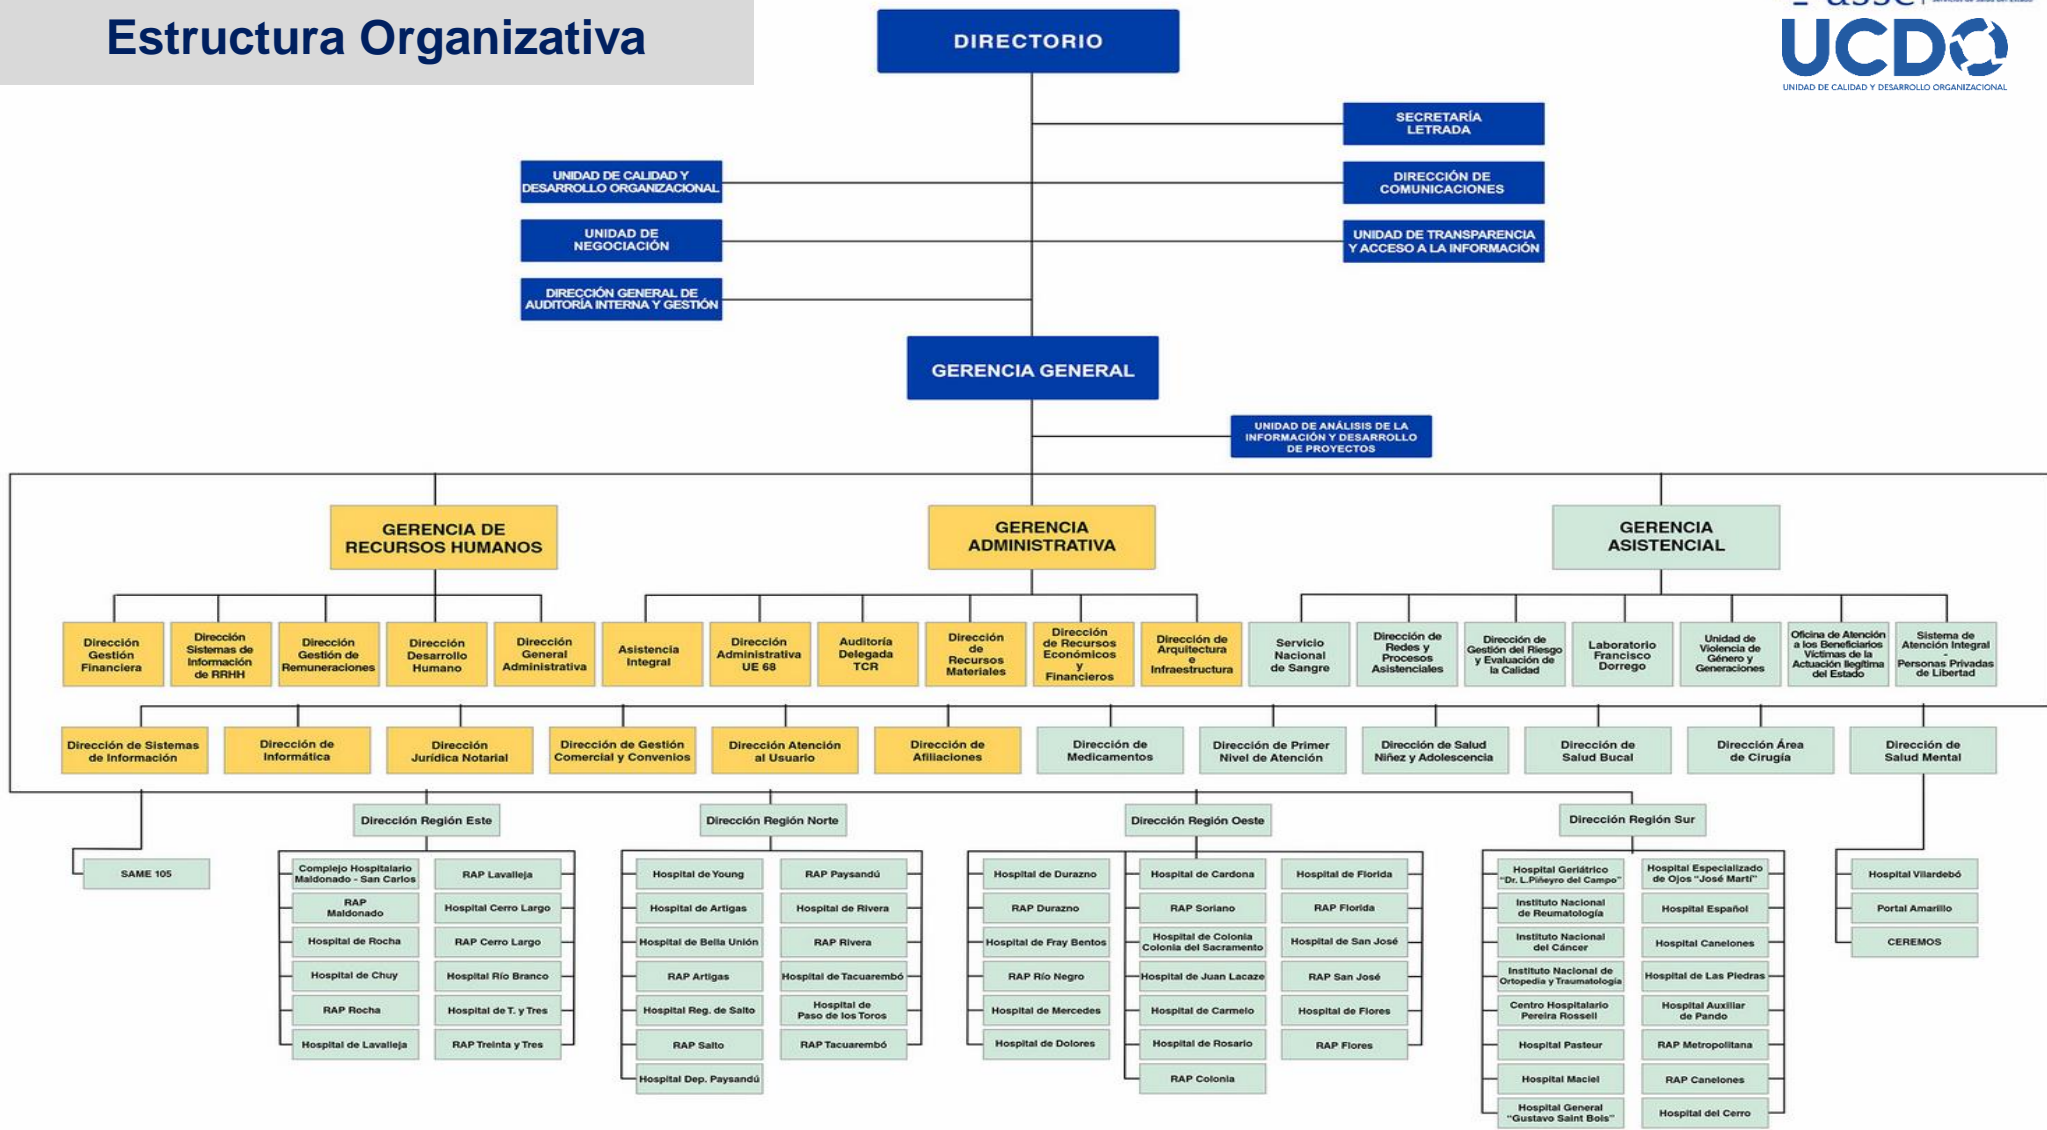 Estructura Organizativa
asse
UCDO
UNIDAD DE CALIDAD Y DESARROLLO ORGANIZACIONAL
DIRECTORIO
SECRETARÍA
LETRADA
UNIDAD DE CALIDAD Y
DESARROLLO ORGANIZACIONAL
DIRECCIÓN DE
COMUNICACIONES
UNIDAD DE
NEGOCIACIÓN
UNIDAD DE TRANSPARENCIA
Y ACCESO A LA INFORMACIÓN
DIRECCIÓN GENERAL DE
AUDITORÍA INTERNA Y GESTIÓN
GERENCIA GENERAL
UNIDAD DE ANÁLISIS DE LA
INFORMACIÓN Y DESARROLLO
DE PROYECTOS
GERENCIA DE
RECURSOS HUMANOS
GERENCIA
ADMINISTRATIVA
GERENCIA
ASISTENCIAL
Dirección
Gestión
Financiera
Dirección
Sistemas de
Información
de RRHH
Dirección
Gestión de
Remuneraciones
Dirección
Desarrollo
Humano
Dirección
General
Administrativa
Asistencia
Integral
Dirección
Administrativa
UE 68
Auditoría
Delegada
TCR
Dirección
de
Recursos
Materiales
Dirección
de Recursos
Económicos
y
Financieros
Dirección de
Arquitectura
e
Infraestructura
Servicio
Nacional
de Sangre
Dirección de
Redes y
Procesos
Asistenciales
Dirección de
Gestión del Riesgo
y Evaluación de
la Calidad
Laboratorio
Francisco
Dorrego
Unidad de
Violencia de
Género y
Generaciones
Oficina de Atención
a los Beneficiarios
Víctimas de la
Actuación Ilegítima
del Estado
Sistema de
Atención Integral
-
Personas Privadas
de Libertad
Dirección de Sistemas
de Información
Dirección de
Informática
Dirección
Jurídica Notarial
Dirección de Gestión
Comercial y Convenios
Dirección Atención
al Usuario
Dirección de
Afiliaciones
Dirección de
Medicamentos
Dirección de Primer
Nivel de Atención
Dirección de Salud
Niñez y Adolescencia
Dirección de
Salud Bucal
Dirección Área
de Cirugía
Dirección de
Salud Mental
SAME 105
Dirección Región Este
Complejo Hospitalario
Maldonado - San Carlos
RAP
Maldonado
Hospital de Rocha
Hospital de Chuy
RAP Rocha
Hospital de Lavalleja
RAP Lavalleja
Hospital Cerro Largo
RAP Cerro Largo
Hospital Río Branco
Hospital de T. y Tres
RAP Treinta y Tres
Dirección Región Norte
Hospital de Young
Hospital de Artigas
Hospital de Bella Unión
RAP Artigas
Hospital Reg. de Salto
RAP Salto
Hospital Dep. Paysandú
RAP Paysandú
Hospital de Rivera
RAP Rivera
Hospital de Tacuarembó
Hospital de
Paso de los Toros
RAP Tacuarembó
Dirección Región Oeste
Hospital de Durazno
RAP Durazno
Hospital de Fray Bentos
RAP Río Negro
Hospital de Mercedes
Hospital de Dolores
Hospital de Cardona
RAP Soriano
Hospital de Colonia
Colonia del Sacramento
Hospital de Juan Lacaze
Hospital de Carmelo
Hospital de Rosario
RAP Colonia
Hospital de Florida
RAP Florida
Hospital de San José
RAP San José
Hospital de Flores
RAP Flores
Dirección Región Sur
Hospital Geriátrico
"Dr. L.Piñeyro del Campo"
Instituto Nacional
de Reumatología
Instituto Nacional
del Cáncer
Instituto Nacional de
Ortopedia y Traumatología
Centro Hospitalario
Pereira Rossell
Hospital Pasteur
Hospital Maciel
Hospital General
"Gustavo Saint Bois"
Hospital Especializado
de Ojos "José Martí"
Hospital Español
Hospital Canelones
Hospital de Las Piedras
Hospital Auxiliar
de Pando
RAP Metropolitana
RAP Canelones
Hospital del Cerro
Hospital Vilardebó
Portal Amarillo
CEREMOS